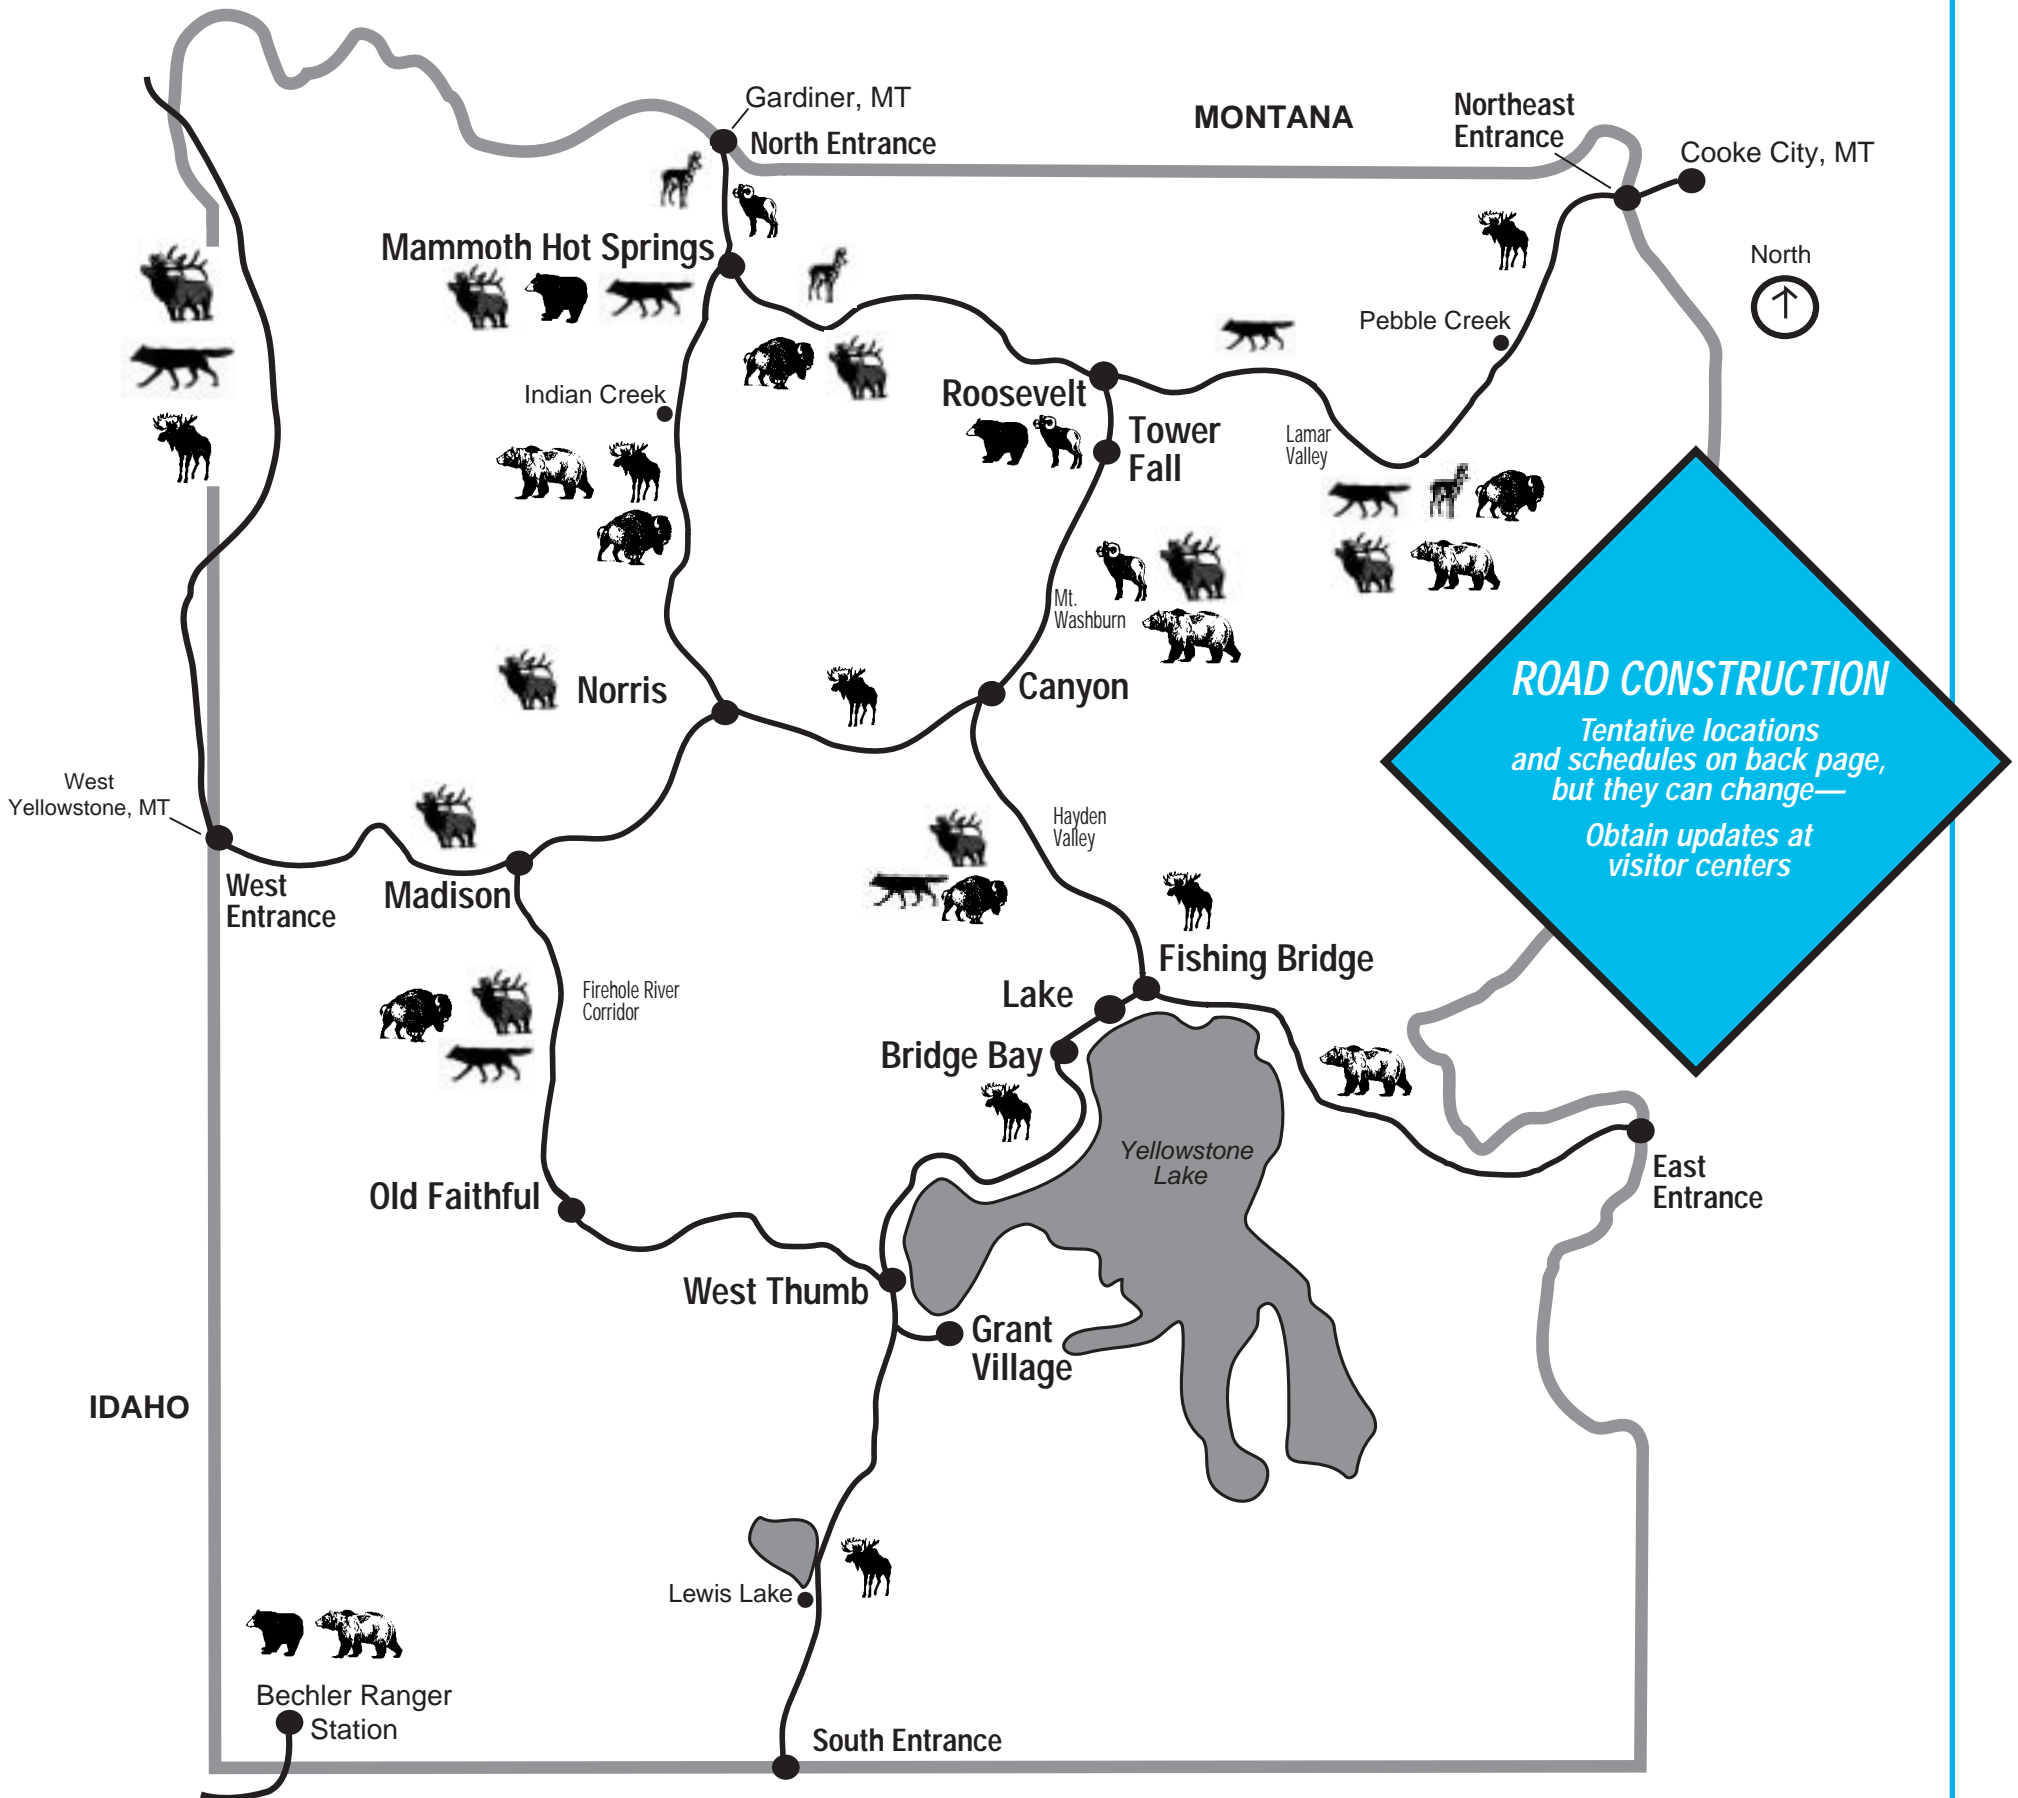 Gardiner, MT
North Entrance
MONTANA
Northeast
Entrance
Cooke City, MT
North
Mammoth Hot Springs
Pebble Creek
Indian Creek
Roosevelt
Tower
Fall
Lamar
Valley
Mt.
Washburn
Norris
Canyon
ROAD CONSTRUCTION
Tentative locations
and schedules on back page,
but they can change—
Obtain updates at
visitor centers
West
Yellowstone, MT
Hayden
Valley
West
Entrance
Madison
Fishing Bridge
Lake
Firehole River
Corridor
Bridge Bay
Yellowstone
Lake
East
Entrance
Old Faithful
West Thumb
Grant
Village
IDAHO
Lewis Lake
Bechler Ranger
Station
South Entrance